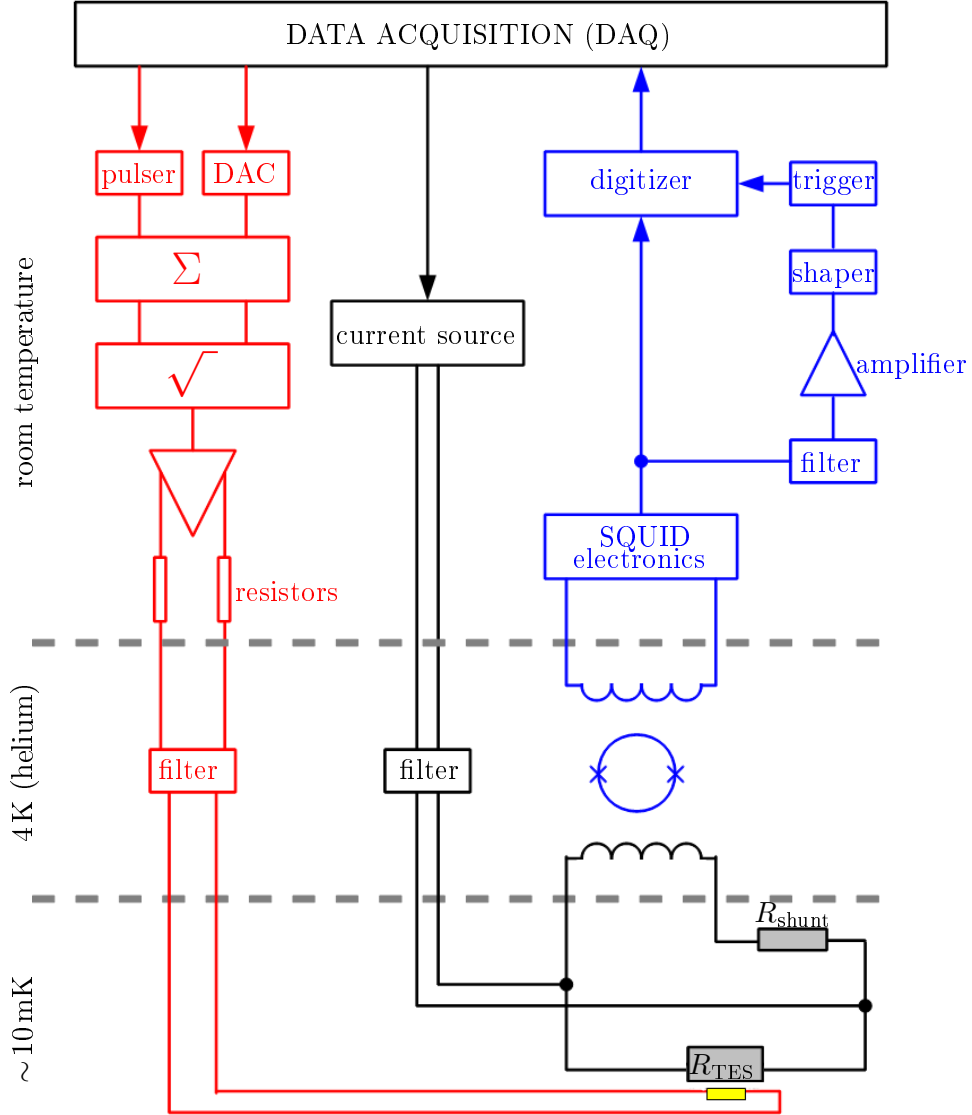 DATA ACQUISITION (DAQ)
pulser
DAC
digitizer
trigger
Σ
shaper
current source
√
amplifier
filter
SQUID
electronics
resistors
filter
filter
R_shunt
R_TES
room temperature
4 K (helium)
~10 mK